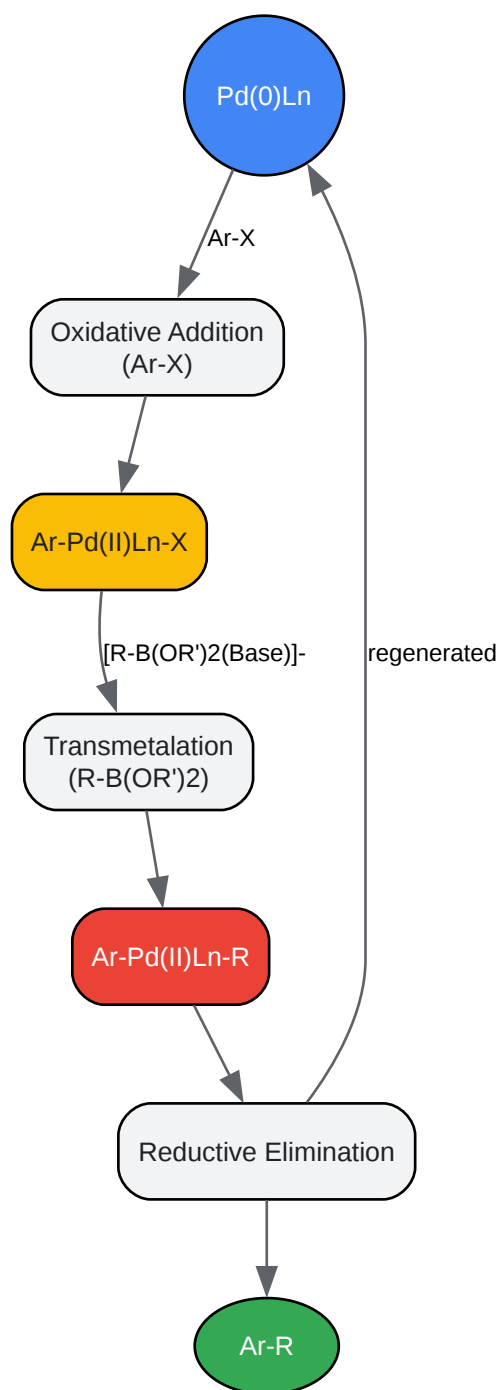 Pd(0)Ln
Ar-X
Oxidative Addition
(Ar-X)
Ar-Pd(II)Ln-X
[R-B(OR')2(Base)]-
regenerated
Transmetalation
(R-B(OR')2)
Ar-Pd(II)Ln-R
Reductive Elimination
Ar-R